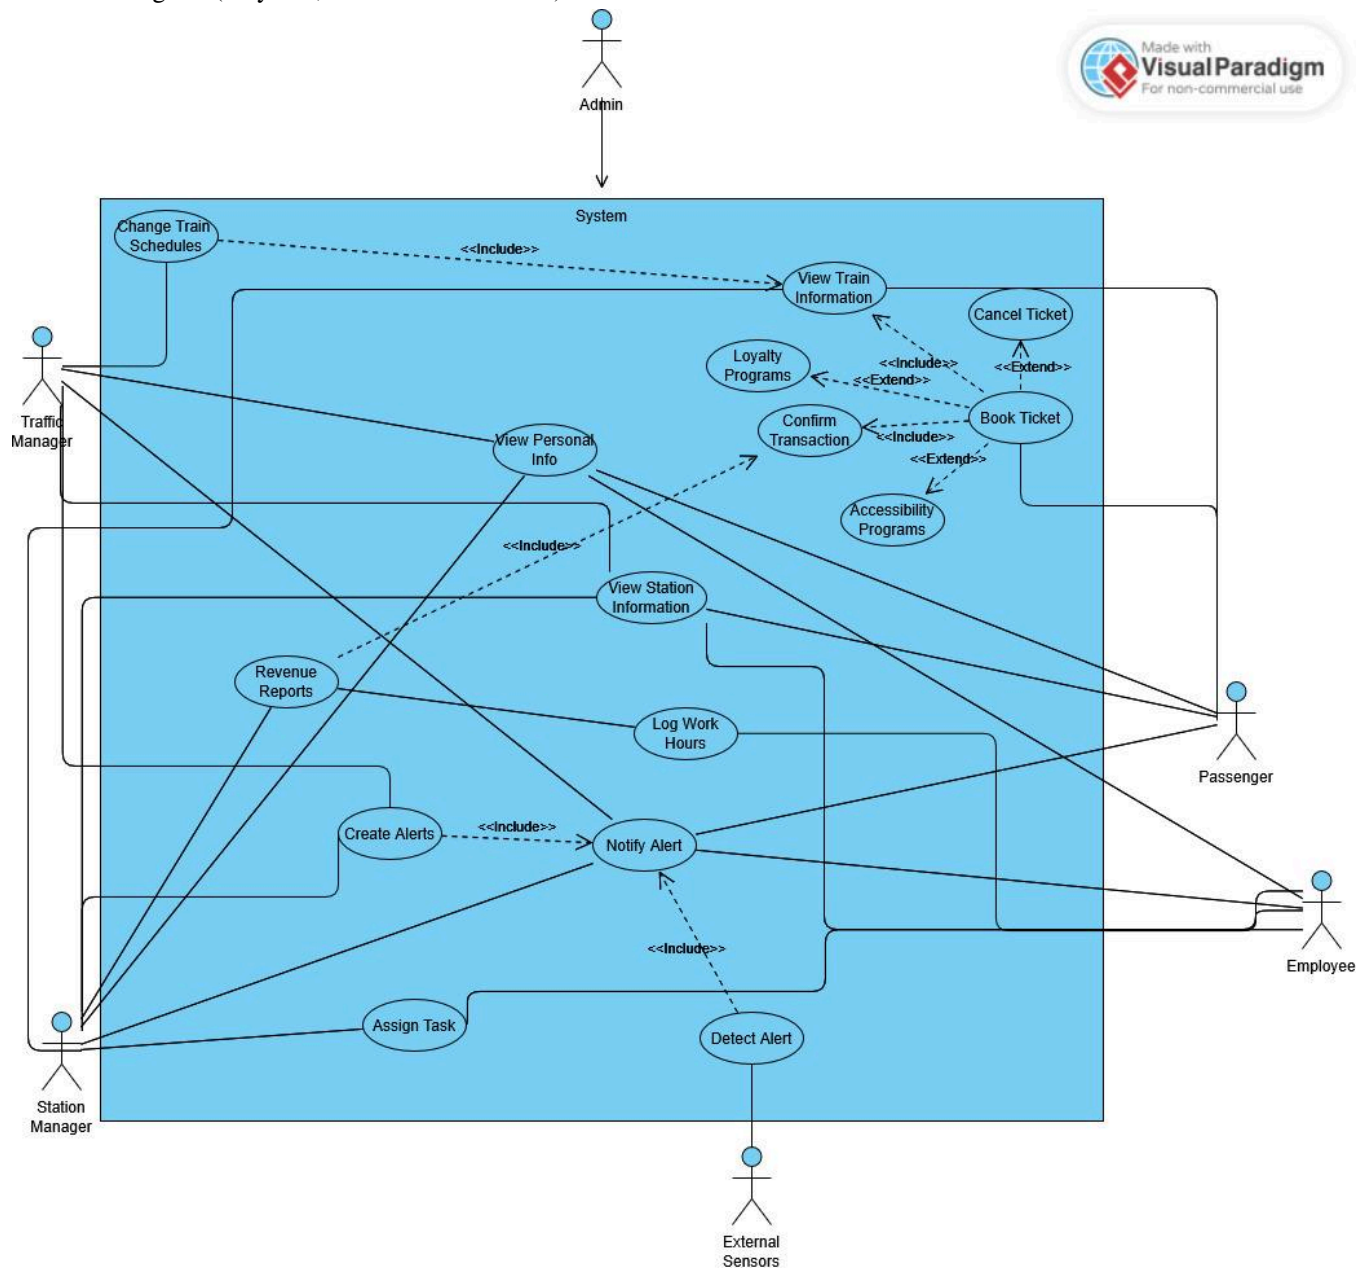 Admin
Made with
Visual Paradigm
For non-commercial use
System
Change Train
Schedules
<<Include>>
View Train
Information
Cancel Ticket
Loyalty
Programs
<<Include>>
<<Extend>>
<<Extend>>
Traffic
Manager
Confirm
Transaction
Book Ticket
<<Include>>
View Personal
Info
<<Extend>>
Accessibility
Programs
<<Include>>
View Station
Information
Revenue
Reports
Log Work
Hours
Passenger
Create Alerts
<<Include>>
Notify Alert
<<Include>>
Employee
Assign Task
Detect Alert
Station
Manager
External
Sensors